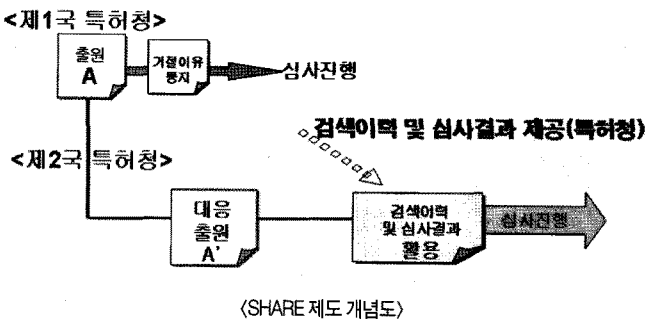 <제1국 특허청>
출원
A
거절이유
통지
심사진행
검색이력 및 심사결과 제공(특허청)
<제2국 특허청>
대응
출원
A'
검색이력
및 심사결과
활용
심사진행
〈SHARE 제도 개념도〉